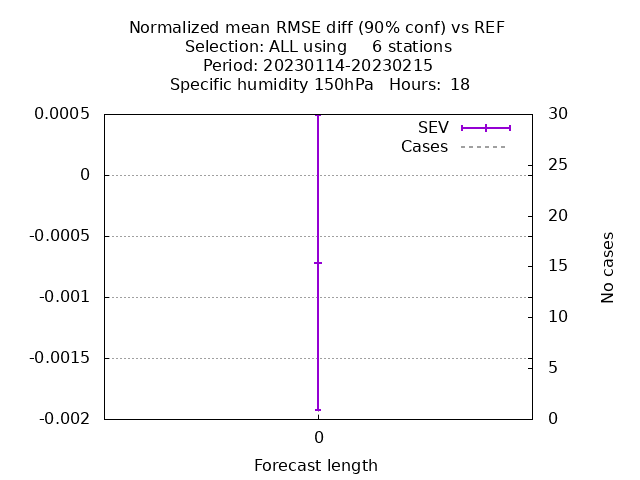 Normalized mean RMSE diff (90% conf) vs REF
Selection: ALL using     6 stations
Period: 20230114-20230215
Specific humidity 150hPa   Hours:  18
0.0005
0
-0.0005
-0.001
-0.0015
-0.002
SEV
Cases
30
25
20
15
10
5
0
No cases
0
Forecast length